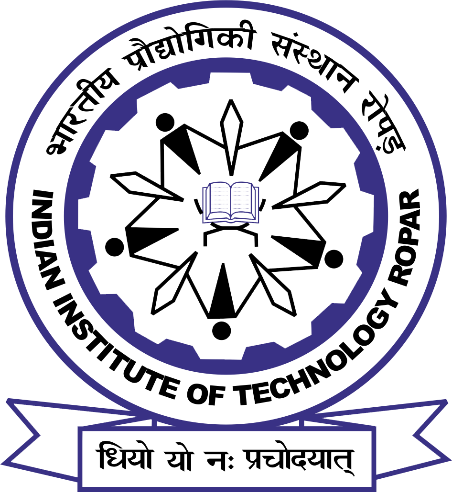 भारतीय प्रौद्योगिकी संस्थान रोपड़
INDIAN INSTITUTE OF TECHNOLOGY ROPAR
धियो यो नः प्रचोदयात्